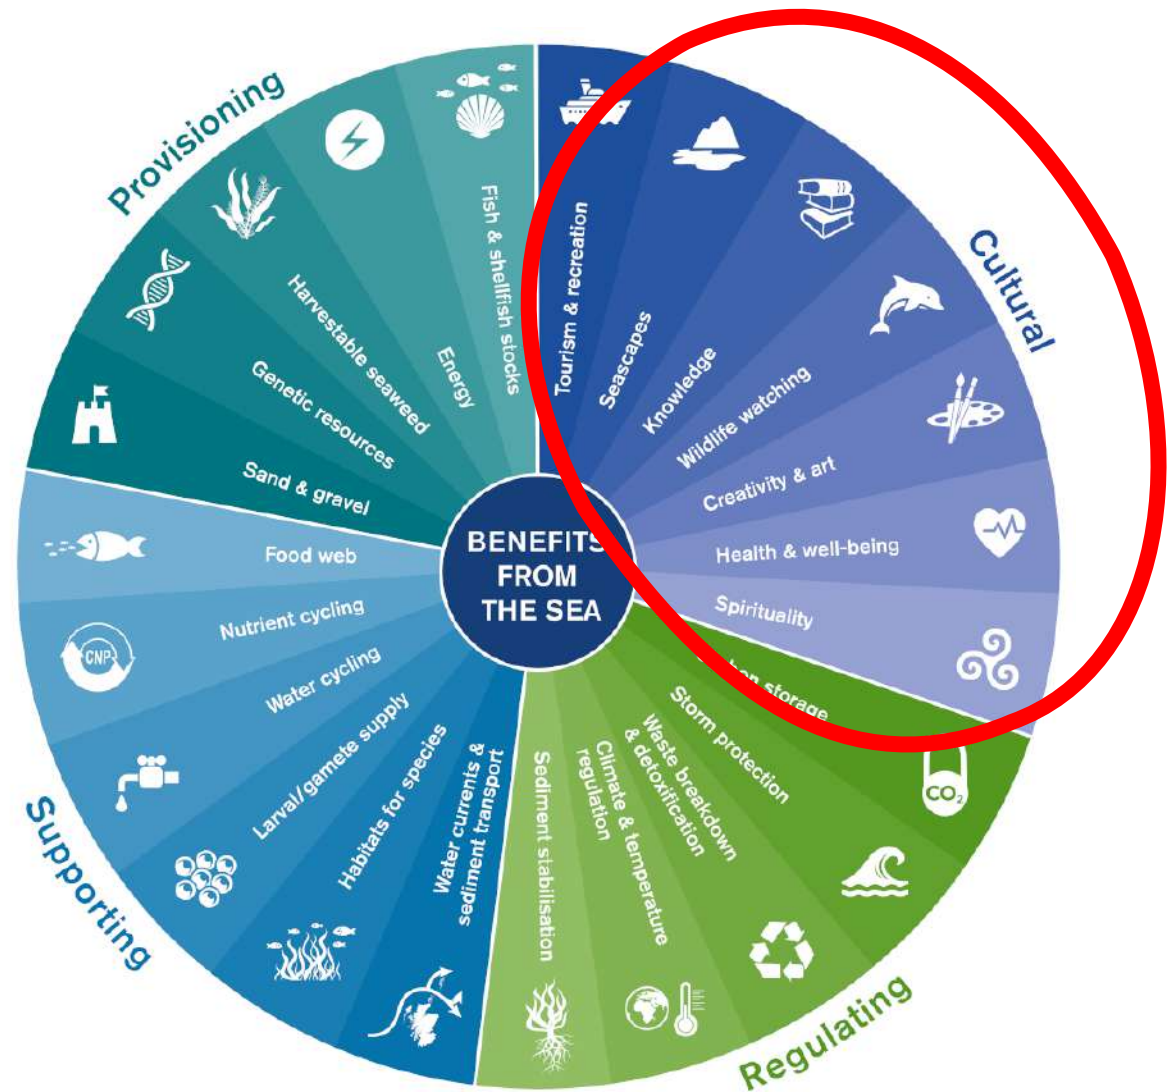 Provisioning
Fish & shellfish stocks
Energy
Harvestable seaweed
Genetic resources
Sand & gravel
Cultural
Tourism & recreation
Seascapes
Knowledge
Wildlife watching
Creativity & art
Health & well-being
Spirituality
BENEFITS
FROM
THE SEA
Supporting
Food web
Nutrient cycling
CNP
Water cycling
Larval/gamete supply
Habitats for species
Water currents &
sediment transport
Regulating
storage
CO₂
Storm protection
Waste breakdown
& detoxification
Climate & temperature
regulation
Sediment stabilisation